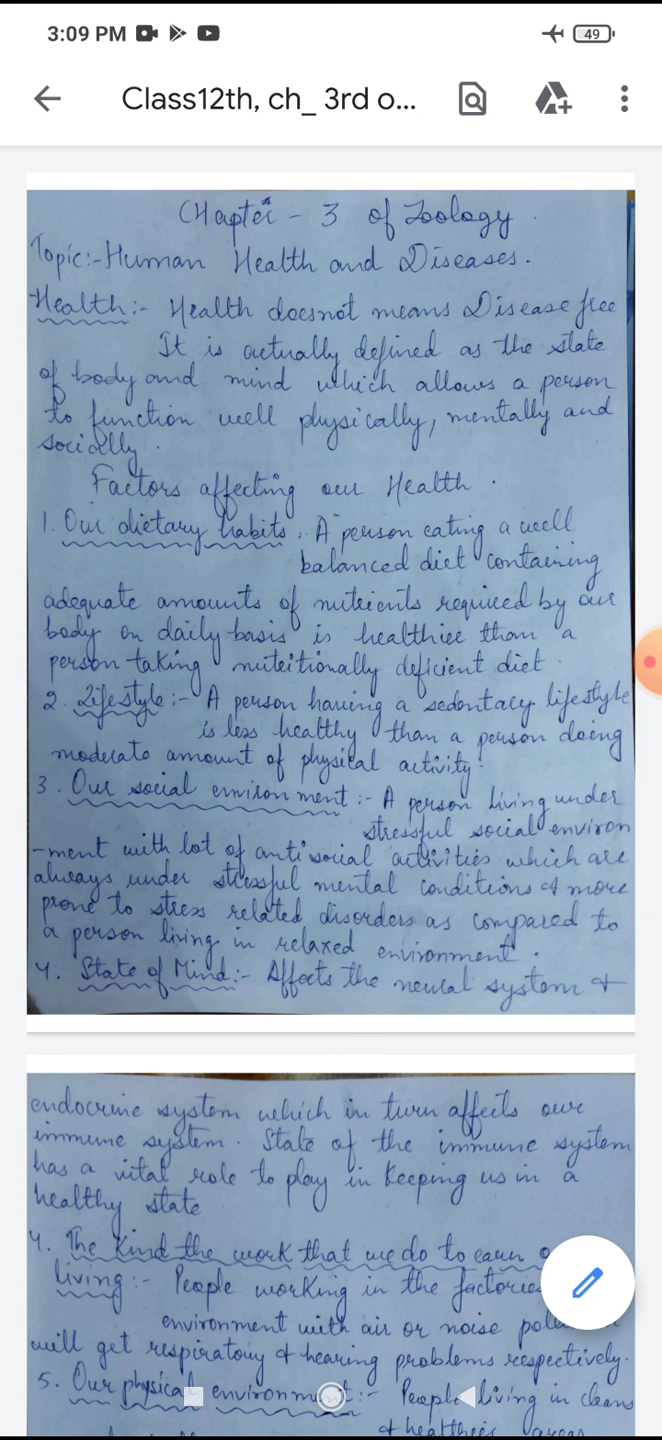 3:09 PM
49
Class12th, ch_ 3rd o...
CHapter - 3 of Zoology.
Topic:-Human Health and Diseases.
Health:- Health doesnot means Disease free
It is actually defined as the state
of body and mind which allows a person
to function well physically, mentally and
socially.
Factors affecting our Health.
1. Our dietary habits. A person eating a well
balanced diet containing
adequate amounts of nutrients required by our
body on daily basis is healthier than a
person taking nutritionally deficient diet.
2. Lifestyle:- A person having a sedentary lifestyle
is less healthy than a person doing
moderate amount of physical activity.
3. Our social environment:- A person living under
stressful social environ
-ment with lot of antisocial activities which are
always under stressful mental conditions & more
prone to stress related disorders as compared to
a person living in relaxed environment.
4. State of Mind:- Affects the neural system &
endocrine system which in turn affects our
immune system. State of the immune system
has a vital role to play in keeping us in a
healthy state
4. The Kind the work that we do to earn
living:- People working in the factories
environment with air or noise
will get respiratory & hearing problems respectively.
5. Our physical environment:- People living in cleans
& healthier areas